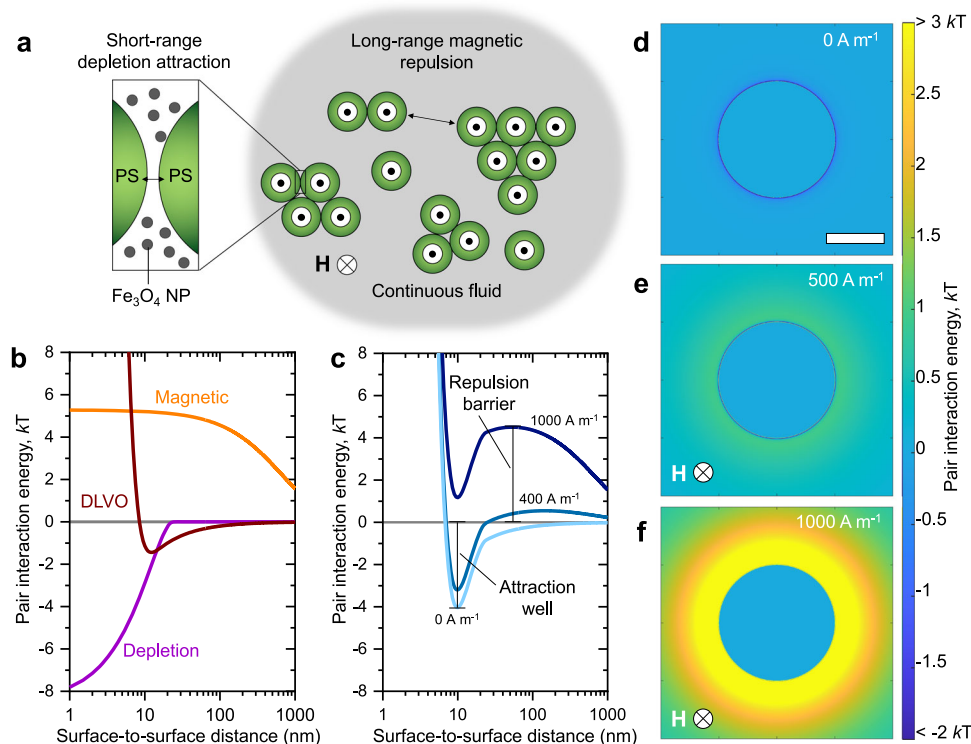 a
Short-range
depletion attraction
Long-range magnetic
repulsion
PS
PS
Fe₃O₄ NP
H
Continuous fluid
b
Pair interaction energy, kT
8
6
4
2
0
-2
-4
-6
-8
Magnetic
DLVO
Depletion
1
10
100
1000
Surface-to-surface distance (nm)
c
Pair interaction energy, kT
8
6
4
2
0
-2
-4
-6
-8
Repulsion
barrier
1000 A m⁻¹
400 A m⁻¹
Attraction
well
0 A m⁻¹
1
10
100
1000
Surface-to-surface distance (nm)
d
0 A m⁻¹
e
500 A m⁻¹
H
f
1000 A m⁻¹
H
> 3 kT
2.5
2
1.5
1
0.5
0
-0.5
-1
-1.5
< -2 kT
Pair interaction energy, kT